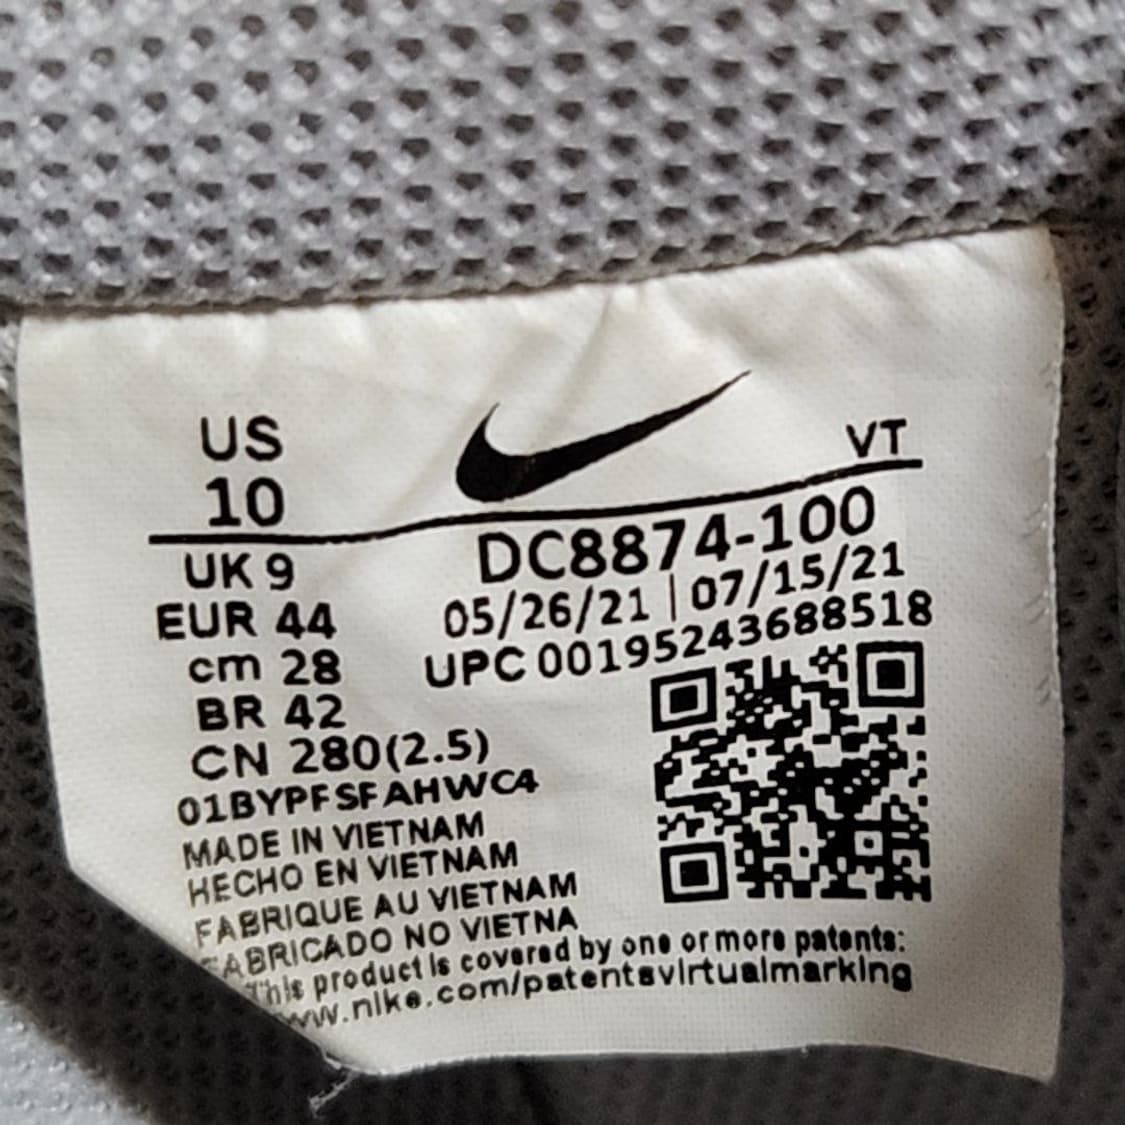 US
10
VT
UK 9
EUR 44
cm 28
BR 42
CN 280(2.5)
01BYPFSFAHWC4
DC8874-100
05/26/21 | 07/15/21
UPC 00195243688518
MADE IN VIETNAM
HECHO EN VIETNAM
FABRIQUE AU VIETNAM
FABRICADO NO VIETNA
This product is covered by one or more patents:
www.nike.com/patentsvirtualmarking